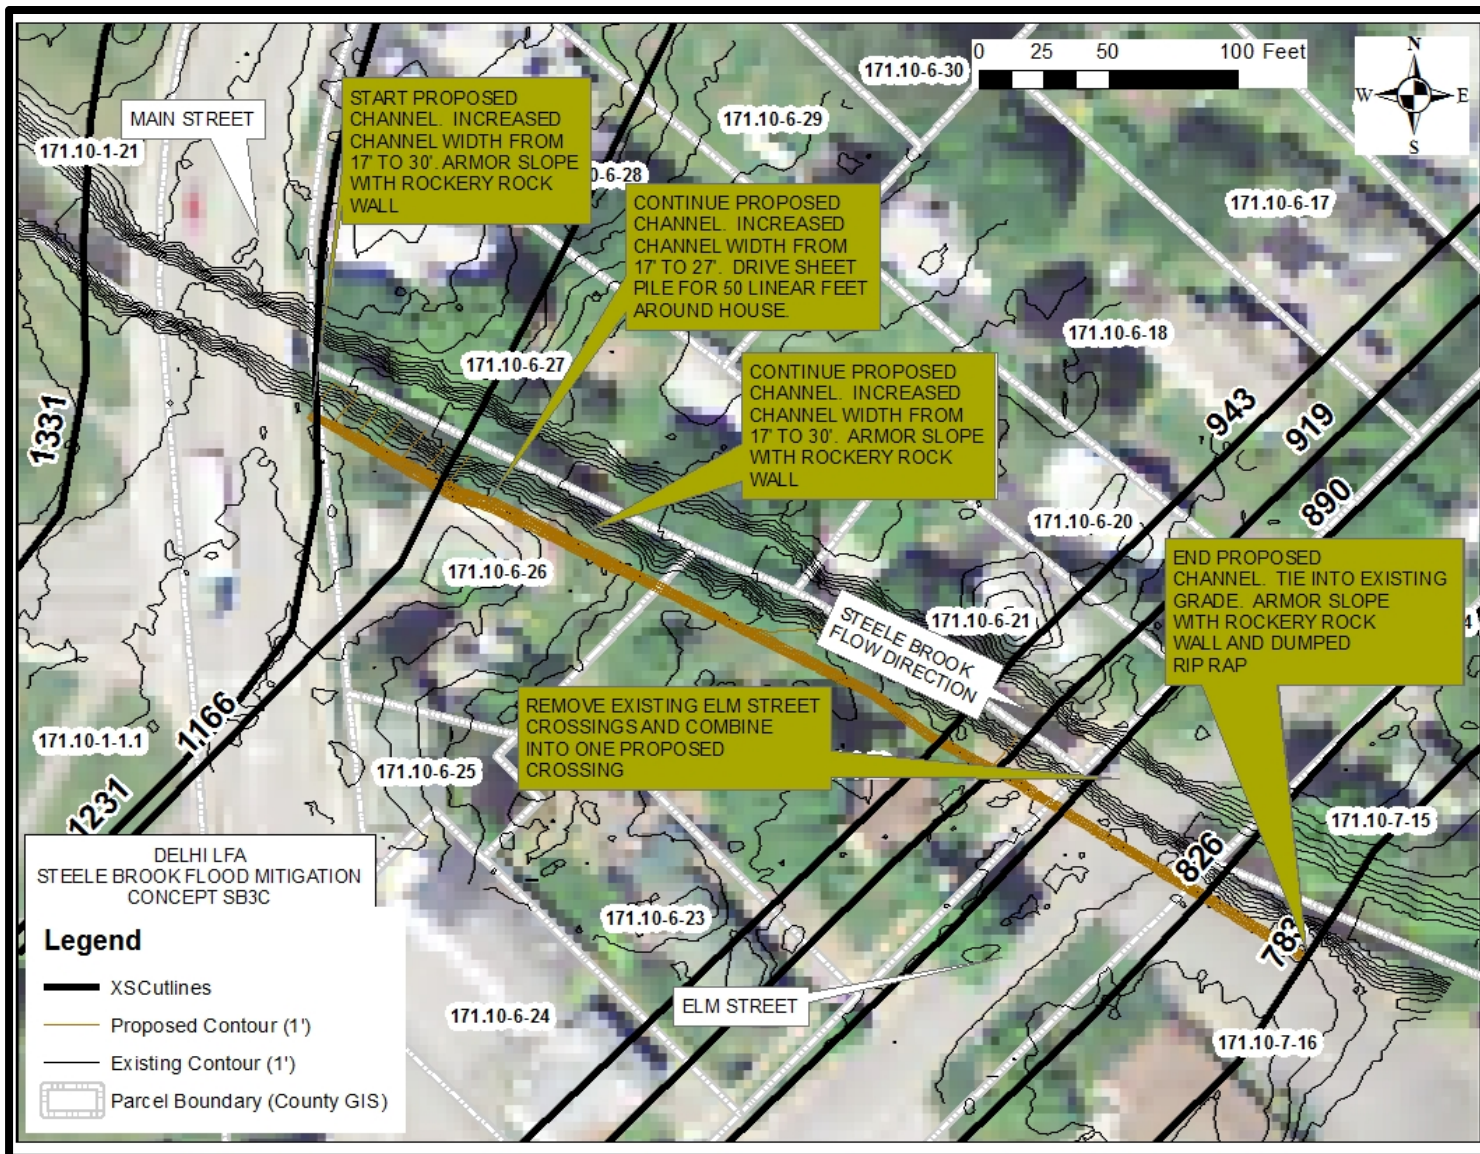 0 25 50 100 Feet
N
W E
S
171.10-6-30
MAIN STREET
171.10-1-21
START PROPOSED
CHANNEL. INCREASED
CHANNEL WIDTH FROM
17' TO 30'. ARMOR SLOPE
WITH ROCKERY ROCK
WALL
171.10-6-29
0-6-28
CONTINUE PROPOSED
CHANNEL. INCREASED
CHANNEL WIDTH FROM
17' TO 27'. DRIVE SHEET
PILE FOR 50 LINEAR FEET
AROUND HOUSE.
171.10-6-17
171.10-6-18
171.10-6-27
CONTINUE PROPOSED
CHANNEL. INCREASED
CHANNEL WIDTH FROM
17' TO 30'. ARMOR SLOPE
WITH ROCKERY ROCK
WALL
1331
943
919
890
171.10-6-20
171.10-6-26
171.10-6-21
STEELE BROOK
FLOW DIRECTION
END PROPOSED
CHANNEL. TIE INTO EXISTING
GRADE. ARMOR SLOPE
WITH ROCKERY ROCK
WALL AND DUMPED
RIP RAP
4
REMOVE EXISTING ELM STREET
CROSSINGS AND COMBINE
INTO ONE PROPOSED
CROSSING
171.10-1-1.1
1166
1231
171.10-6-25
171.10-7-15
826
783
171.10-6-23
ELM STREET
171.10-6-24
171.10-7-16
DELHI LFA
STEELE BROOK FLOOD MITIGATION
CONCEPT SB3C
Legend
XSCutlines
Proposed Contour (1')
Existing Contour (1')
Parcel Boundary (County GIS)